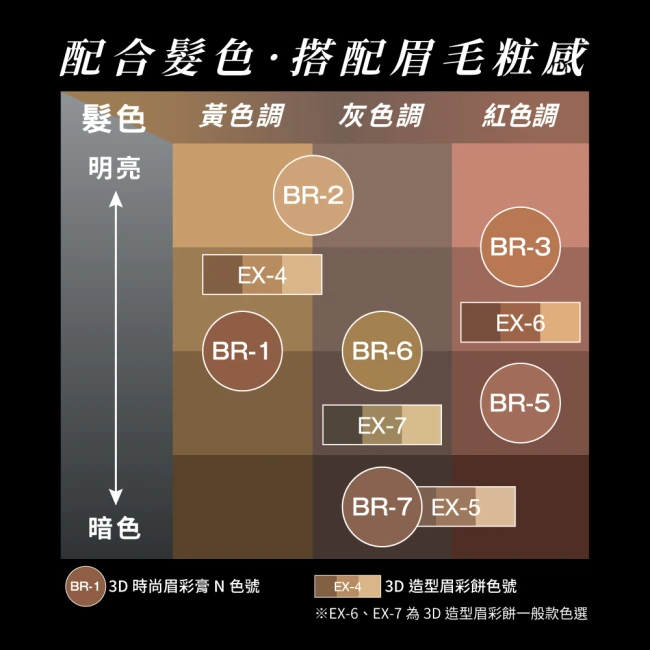 配合髮色·搭配眉毛粧感
髮色 黃色調 灰色調 紅色調
明亮
BR-2
BR-3
EX-4
EX-6
BR-1 BR-6
BR-5
EX-7
BR-7 EX-5
暗色
BR-1 3D 時尚眉彩膏 N 色號 EX-4 3D 造型眉彩餅色號
※EX-6、EX-7 為 3D 造型眉彩餅一般款色選